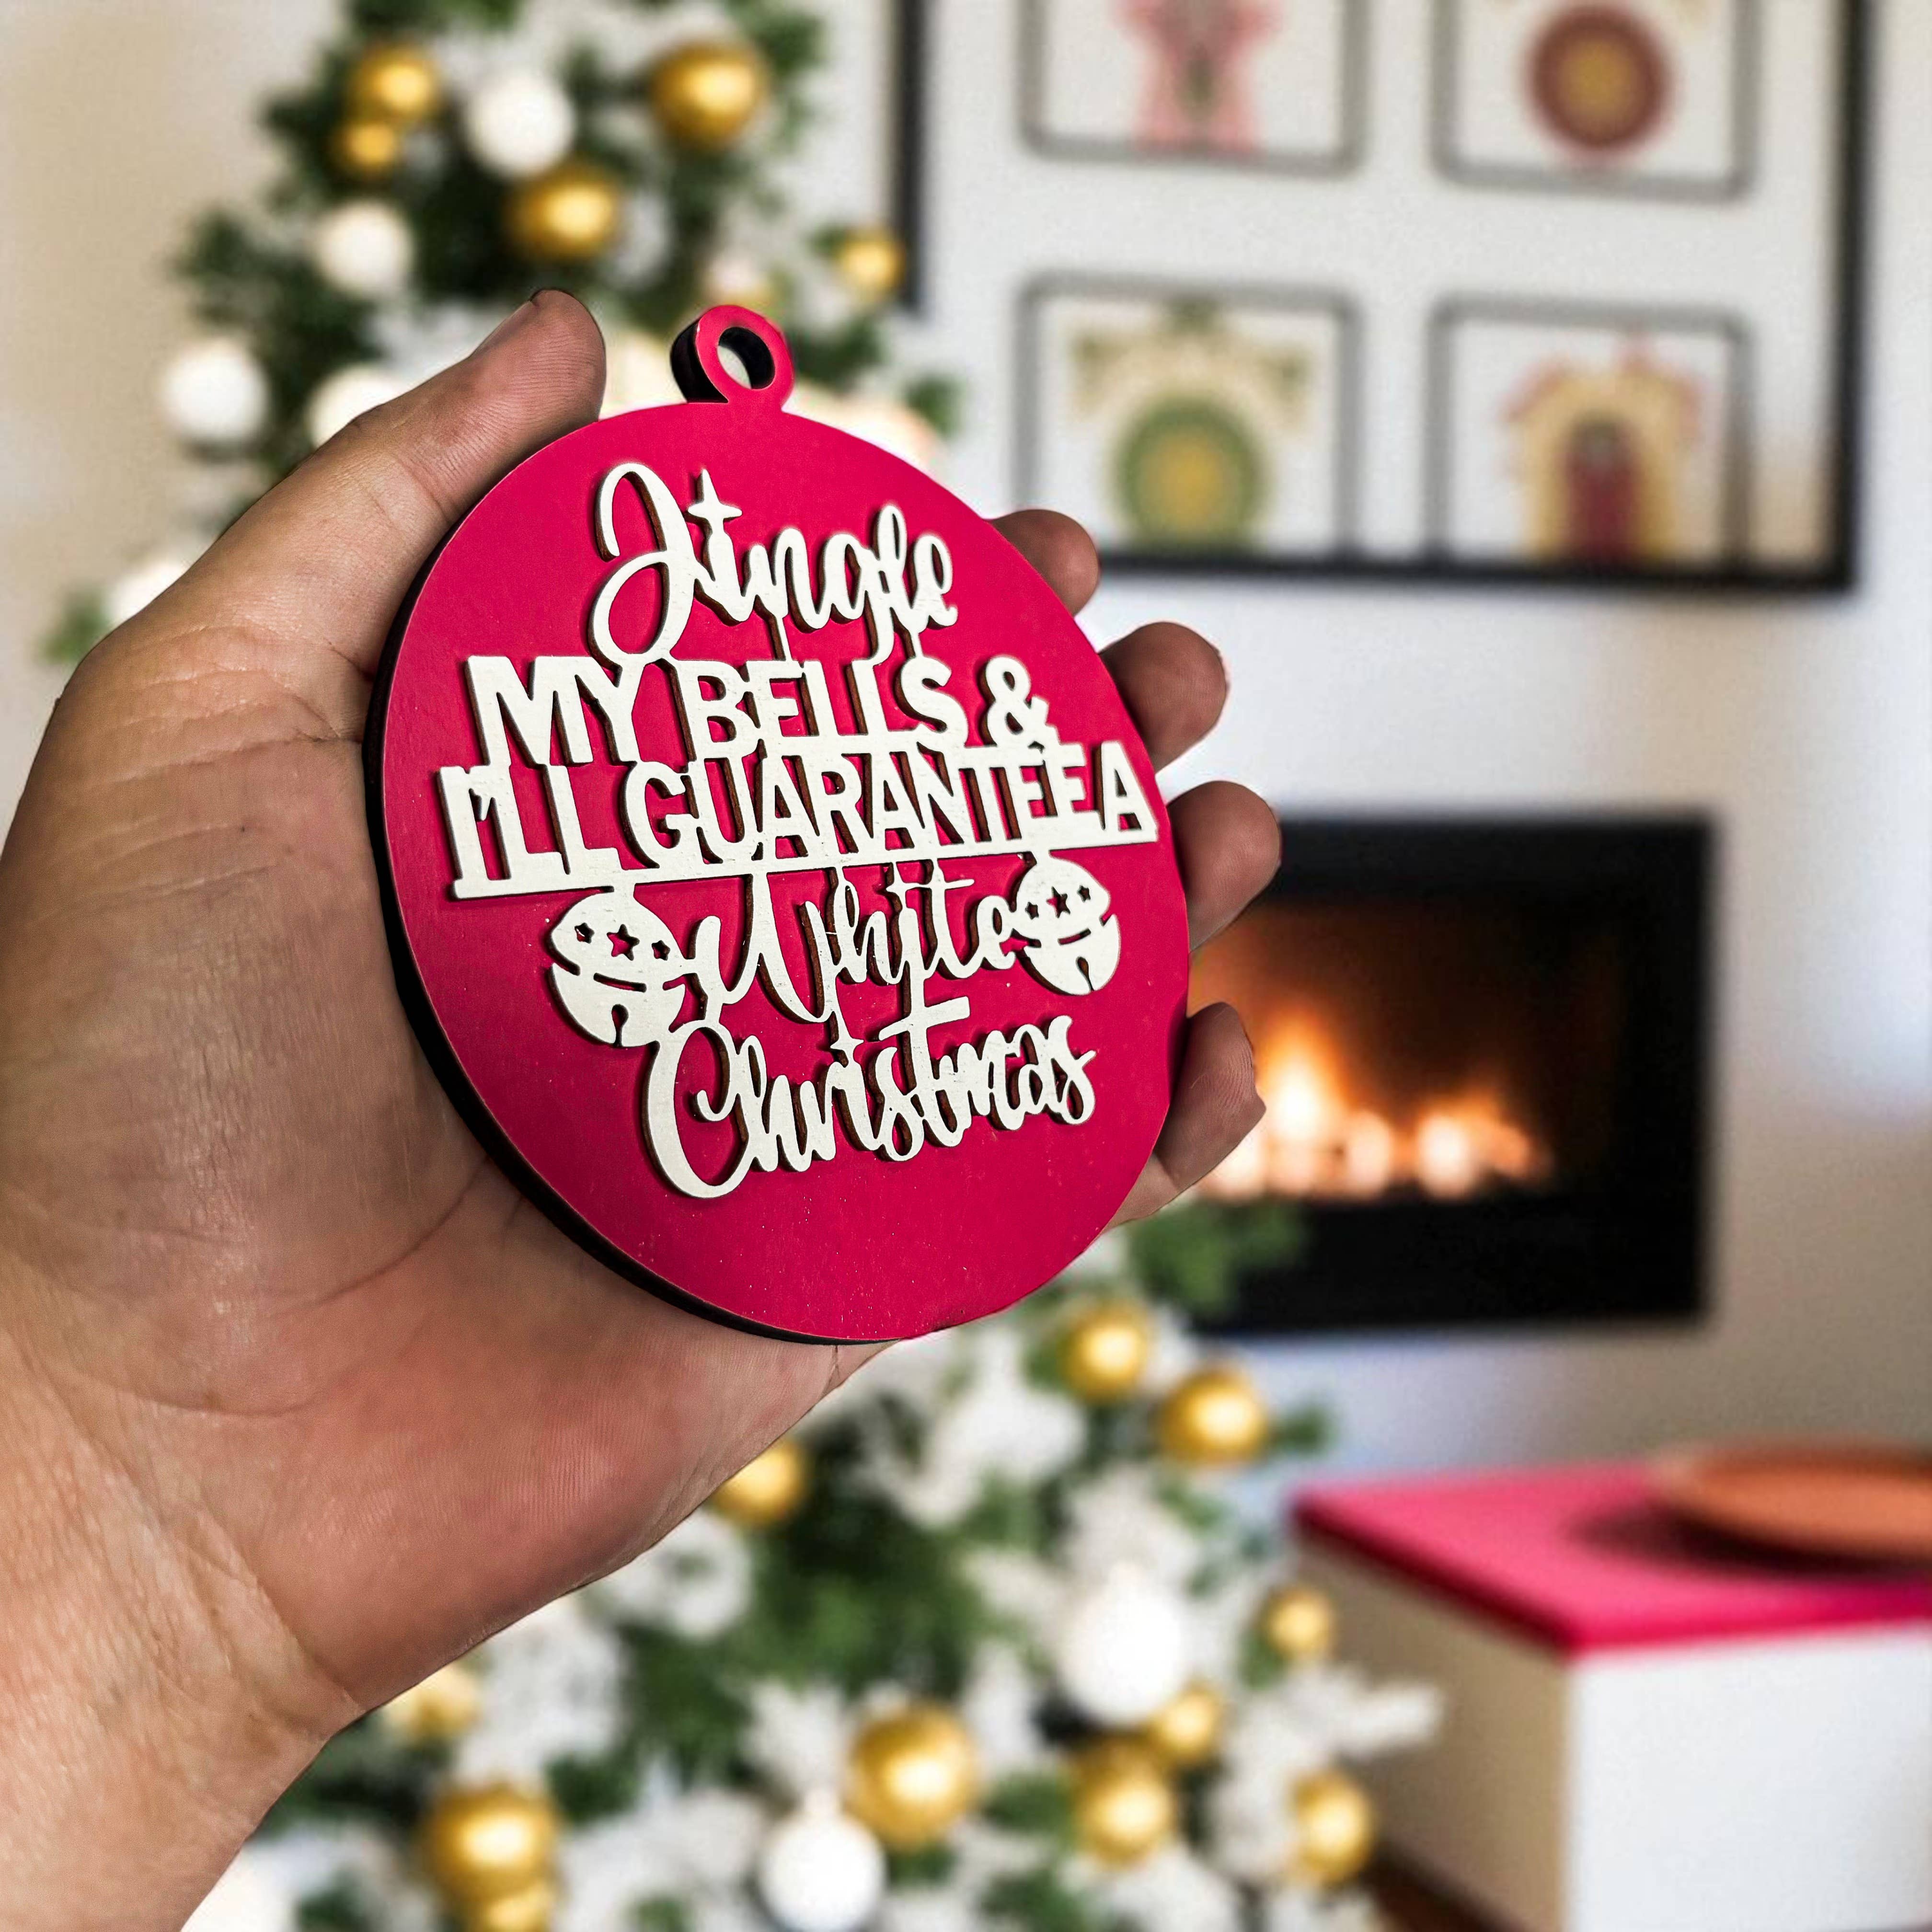 Jingle
MY BELLS &
I'LL GUARANTEE A
White
Christmas